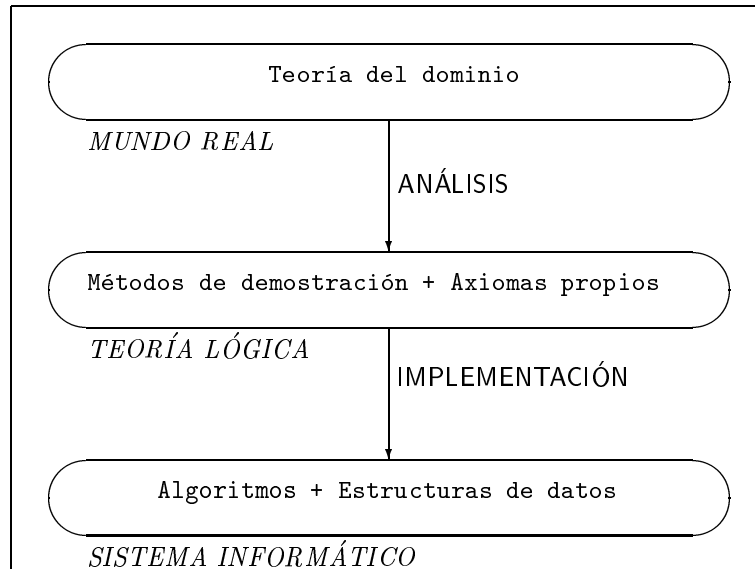 Teoría del dominio
MUNDO REAL
ANÁLISIS
Métodos de demostración + Axiomas propios
TEORÍA LÓGICA
IMPLEMENTACIÓN
Algoritmos + Estructuras de datos
SISTEMA INFORMÁTICO